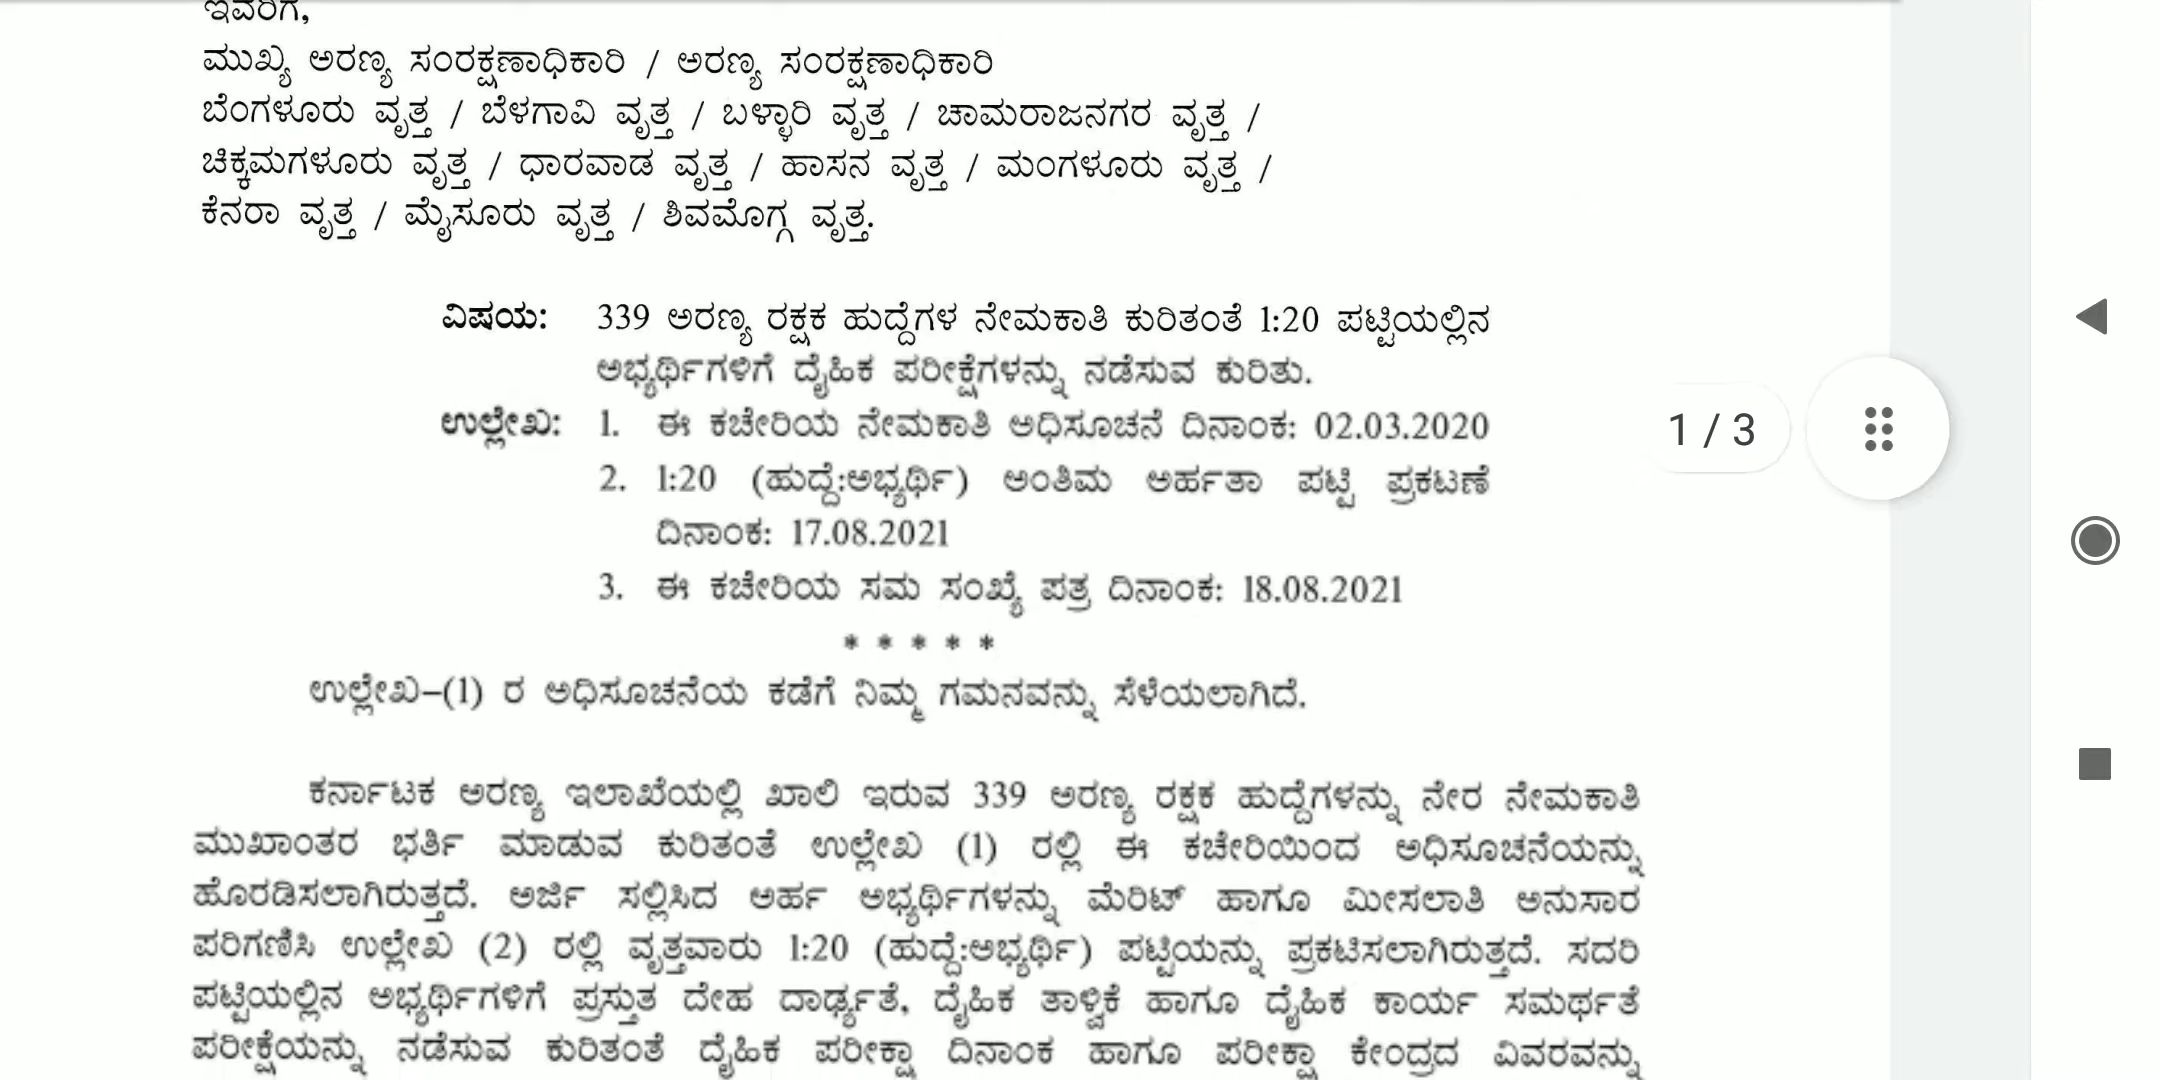 ಇವರಿಗೆ,
ಮುಖ್ಯ ಅರಣ್ಯ ಸಂರಕ್ಷಣಾಧಿಕಾರಿ / ಅರಣ್ಯ ಸಂರಕ್ಷಣಾಧಿಕಾರಿ
ಬೆಂಗಳೂರು ವೃತ್ತ / ಬೆಳಗಾವಿ ವೃತ್ತ / ಬಳ್ಳಾರಿ ವೃತ್ತ / ಚಾಮರಾಜನಗರ ವೃತ್ತ /
ಚಿಕ್ಕಮಗಳೂರು ವೃತ್ತ / ಧಾರವಾಡ ವೃತ್ತ / ಹಾಸನ ವೃತ್ತ / ಮಂಗಳೂರು ವೃತ್ತ /
ಕೆನರಾ ವೃತ್ತ / ಮೈಸೂರು ವೃತ್ತ / ಶಿವಮೊಗ್ಗ ವೃತ್ತ.
ವಿಷಯ: 339 ಅರಣ್ಯ ರಕ್ಷಕ ಹುದ್ದೆಗಳ ನೇಮಕಾತಿ ಕುರಿತಂತೆ 1:20 ಪಟ್ಟಿಯಲ್ಲಿನ
ಅಭ್ಯರ್ಥಿಗಳಿಗೆ ದೈಹಿಕ ಪರೀಕ್ಷೆಗಳನ್ನು ನಡೆಸುವ ಕುರಿತು.
ಉಲ್ಲೇಖ: 1. ಈ ಕಚೇರಿಯ ನೇಮಕಾತಿ ಅಧಿಸೂಚನೆ ದಿನಾಂಕ: 02.03.2020
2. 1:20 (ಹುದ್ದೆ:ಅಭ್ಯರ್ಥಿ) ಅಂತಿಮ ಅರ್ಹತಾ ಪಟ್ಟಿ ಪ್ರಕಟಣೆ
ದಿನಾಂಕ: 17.08.2021
3. ಈ ಕಚೇರಿಯ ಸಮ ಸಂಖ್ಯೆ ಪತ್ರ ದಿನಾಂಕ: 18.08.2021
* * * * *
ಉಲ್ಲೇಖ–(1) ರ ಅಧಿಸೂಚನೆಯ ಕಡೆಗೆ ನಿಮ್ಮ ಗಮನವನ್ನು ಸೆಳೆಯಲಾಗಿದೆ.
ಕರ್ನಾಟಕ ಅರಣ್ಯ ಇಲಾಖೆಯಲ್ಲಿ ಖಾಲಿ ಇರುವ 339 ಅರಣ್ಯ ರಕ್ಷಕ ಹುದ್ದೆಗಳನ್ನು ನೇರ ನೇಮಕಾತಿ
ಮುಖಾಂತರ ಭರ್ತಿ ಮಾಡುವ ಕುರಿತಂತೆ ಉಲ್ಲೇಖ (1) ರಲ್ಲಿ ಈ ಕಚೇರಿಯಿಂದ ಅಧಿಸೂಚನೆಯನ್ನು
ಹೊರಡಿಸಲಾಗಿರುತ್ತದೆ. ಅರ್ಜಿ ಸಲ್ಲಿಸಿದ ಅರ್ಹ ಅಭ್ಯರ್ಥಿಗಳನ್ನು ಮೆರಿಟ್ ಹಾಗೂ ಮೀಸಲಾತಿ ಅನುಸಾರ
ಪರಿಗಣಿಸಿ ಉಲ್ಲೇಖ (2) ರಲ್ಲಿ ವೃತ್ತವಾರು 1:20 (ಹುದ್ದೆ:ಅಭ್ಯರ್ಥಿ) ಪಟ್ಟಿಯನ್ನು ಪ್ರಕಟಿಸಲಾಗಿರುತ್ತದೆ. ಸದರಿ
ಪಟ್ಟಿಯಲ್ಲಿನ ಅಭ್ಯರ್ಥಿಗಳಿಗೆ ಪ್ರಸ್ತುತ ದೇಹ ದಾರ್ಢ್ಯತೆ, ದೈಹಿಕ ತಾಳ್ವಿಕೆ ಹಾಗೂ ದೈಹಿಕ ಕಾರ್ಯ ಸಮರ್ಥತೆ
ಪರೀಕ್ಷೆಯನ್ನು ನಡೆಸುವ ಕುರಿತಂತೆ ದೈಹಿಕ ಪರೀಕ್ಷಾ ದಿನಾಂಕ ಹಾಗೂ ಪರೀಕ್ಷಾ ಕೇಂದ್ರದ ವಿವರವನ್ನು
1 / 3